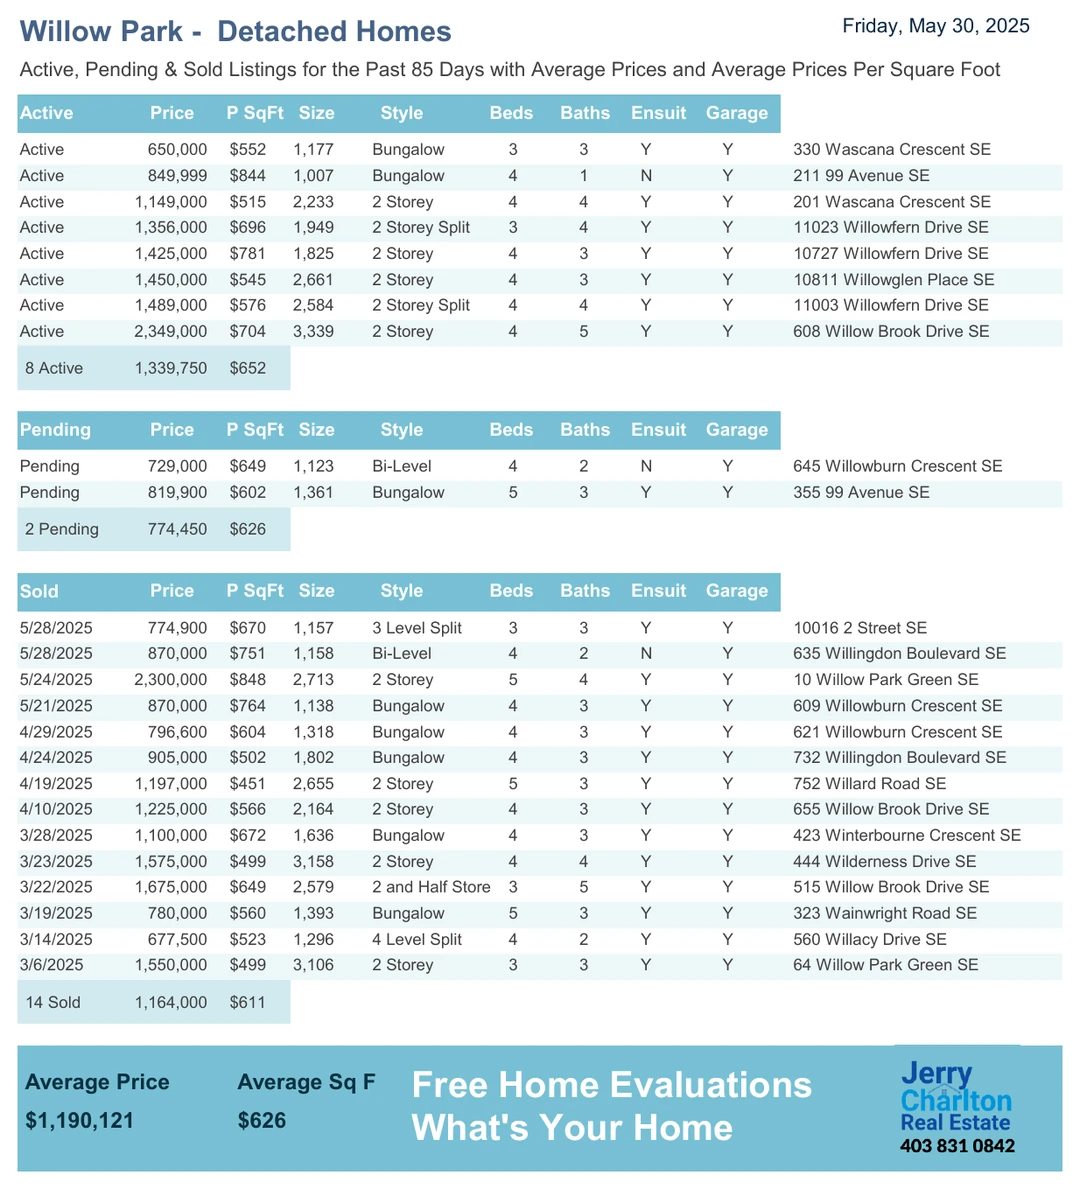 Willow Park -  Detached Homes
Friday, May 30, 2025
Active, Pending & Sold Listings for the Past 85 Days with Average Prices and Average Prices Per Square Foot
Active Price P SqFt Size Style Beds Baths Ensuit Garage
Active 650,000 $552 1,177 Bungalow 3 3 Y Y 330 Wascana Crescent SE
Active 849,999 $844 1,007 Bungalow 4 1 N Y 211 99 Avenue SE
Active 1,149,000 $515 2,233 2 Storey 4 4 Y Y 201 Wascana Crescent SE
Active 1,356,000 $696 1,949 2 Storey Split 3 4 Y Y 11023 Willowfern Drive SE
Active 1,425,000 $781 1,825 2 Storey 4 3 Y Y 10727 Willowfern Drive SE
Active 1,450,000 $545 2,661 2 Storey 4 3 Y Y 10811 Willowglen Place SE
Active 1,489,000 $576 2,584 2 Storey Split 4 4 Y Y 11003 Willowfern Drive SE
Active 2,349,000 $704 3,339 2 Storey 4 5 Y Y 608 Willow Brook Drive SE
8 Active 1,339,750 $652
Pending Price P SqFt Size Style Beds Baths Ensuit Garage
Pending 729,000 $649 1,123 Bi-Level 4 2 N Y 645 Willowburn Crescent SE
Pending 819,900 $602 1,361 Bungalow 5 3 Y Y 355 99 Avenue SE
2 Pending 774,450 $626
Sold Price P SqFt Size Style Beds Baths Ensuit Garage
5/28/2025 774,900 $670 1,157 3 Level Split 3 3 Y Y 10016 2 Street SE
5/28/2025 870,000 $751 1,158 Bi-Level 4 2 N Y 635 Willingdon Boulevard SE
5/24/2025 2,300,000 $848 2,713 2 Storey 5 4 Y Y 10 Willow Park Green SE
5/21/2025 870,000 $764 1,138 Bungalow 4 3 Y Y 609 Willowburn Crescent SE
4/29/2025 796,600 $604 1,318 Bungalow 4 3 Y Y 621 Willowburn Crescent SE
4/24/2025 905,000 $502 1,802 Bungalow 4 3 Y Y 732 Willingdon Boulevard SE
4/19/2025 1,197,000 $451 2,655 2 Storey 5 3 Y Y 752 Willard Road SE
4/10/2025 1,225,000 $566 2,164 2 Storey 4 3 Y Y 655 Willow Brook Drive SE
3/28/2025 1,100,000 $672 1,636 Bungalow 4 3 Y Y 423 Winterbourne Crescent SE
3/23/2025 1,575,000 $499 3,158 2 Storey 4 4 Y Y 444 Wilderness Drive SE
3/22/2025 1,675,000 $649 2,579 2 and Half Store 3 5 Y Y 515 Willow Brook Drive SE
3/19/2025 780,000 $560 1,393 Bungalow 5 3 Y Y 323 Wainwright Road SE
3/14/2025 677,500 $523 1,296 4 Level Split 4 2 Y Y 560 Willacy Drive SE
3/6/2025 1,550,000 $499 3,106 2 Storey 3 3 Y Y 64 Willow Park Green SE
14 Sold 1,164,000 $611
Average Price Average Sq F
$1,190,121 $626
Free Home Evaluations
What's Your Home
Jerry
Charlton
Real Estate
403 831 0842